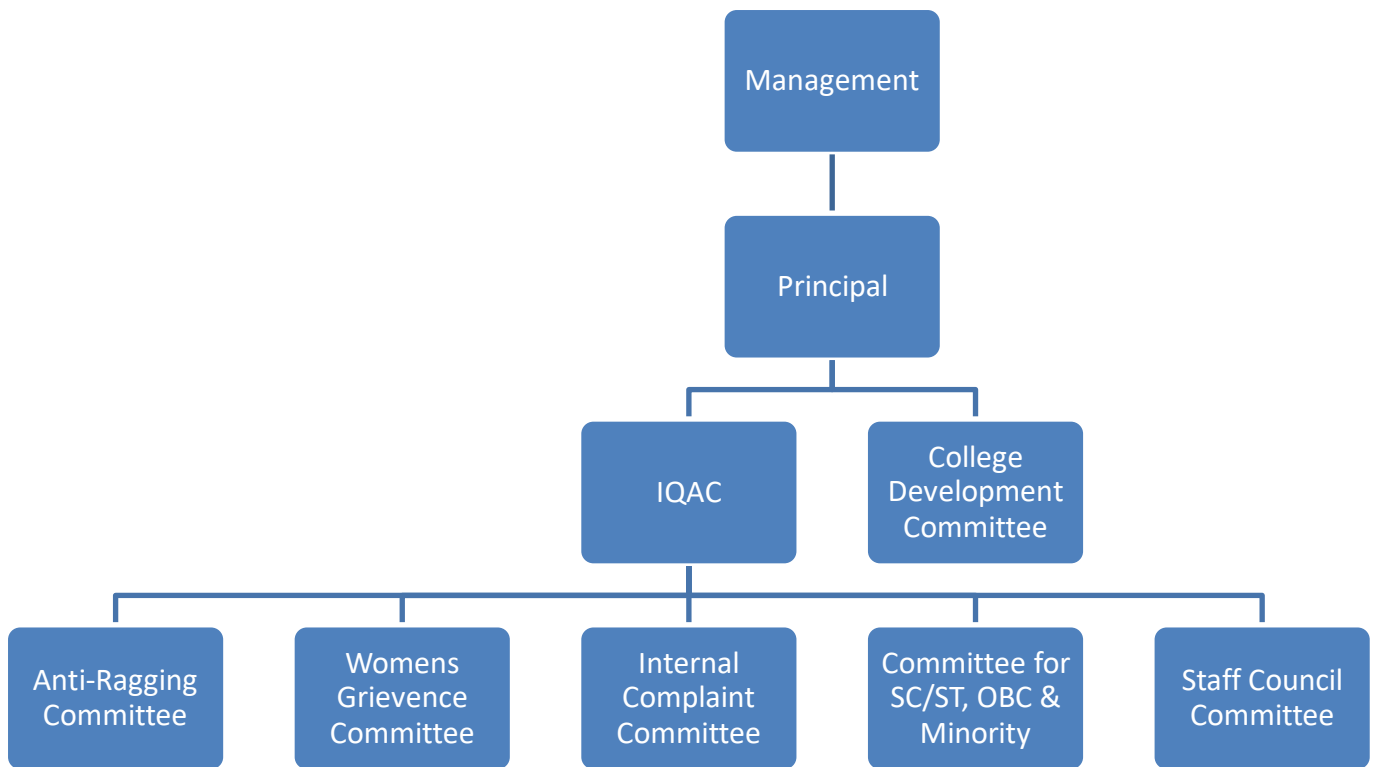 Management
Principal
IQAC
College
Development
Committee
Anti-Ragging
Committee
Womens
Grievence
Committee
Internal
Complaint
Committee
Committee for
SC/ST, OBC &
Minority
Staff Council
Committee